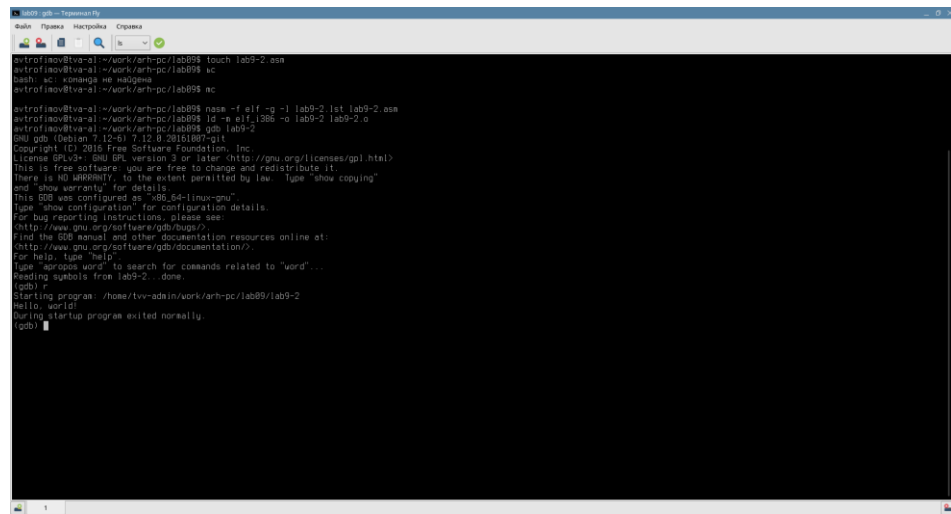 lab09 : gdb — Терминал Fly
Файл Правка Настройка Справка
ls
avtrofimov@tva-al:~/work/arh-pc/lab09$ touch lab9-2.asm
avtrofimov@tva-al:~/work/arh-pc/lab09$ ьс
bash: ьс: команда не найдена
avtrofimov@tva-al:~/work/arh-pc/lab09$ mc
avtrofimov@tva-al:~/work/arh-pc/lab09$ nasm -f elf -g -l lab9-2.lst lab9-2.asm
avtrofimov@tva-al:~/work/arh-pc/lab09$ ld -m elf_i386 -o lab9-2 lab9-2.o
avtrofimov@tva-al:~/work/arh-pc/lab09$ gdb lab9-2
GNU gdb (Debian 7.12-6) 7.12.0.20161007-git
Copyright (C) 2016 Free Software Foundation, Inc.
License GPLv3+: GNU GPL version 3 or later <http://gnu.org/licenses/gpl.html>
This is free software: you are free to change and redistribute it.
There is NO WARRANTY, to the extent permitted by law. Type "show copying"
and "show warranty" for details.
This GDB was configured as "x86_64-linux-gnu".
Type "show configuration" for configuration details.
For bug reporting instructions, please see:
<http://www.gnu.org/software/gdb/bugs/>.
Find the GDB manual and other documentation resources online at:
<http://www.gnu.org/software/gdb/documentation/>.
For help, type "help".
Type "apropos word" to search for commands related to "word"...
Reading symbols from lab9-2...done.
(gdb) r
Starting program: /home/tvv-admin/work/arh-pc/lab09/lab9-2
Hello, world!
During startup program exited normally.
(gdb)
1